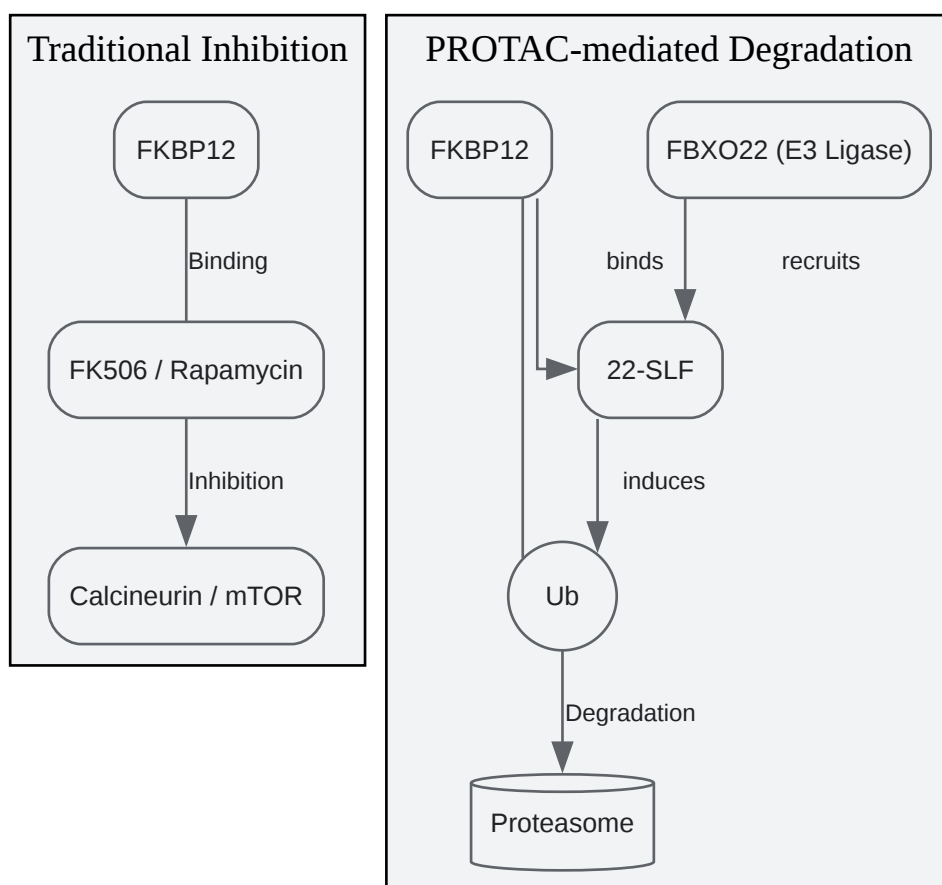 Traditional Inhibition
FKBP12
Binding
FK506 / Rapamycin
Inhibition
Calcineurin / mTOR
PROTAC-mediated Degradation
FKBP12
FBXO22 (E3 Ligase)
binds
recruits
22-SLF
induces
Ub
Degradation
Proteasome